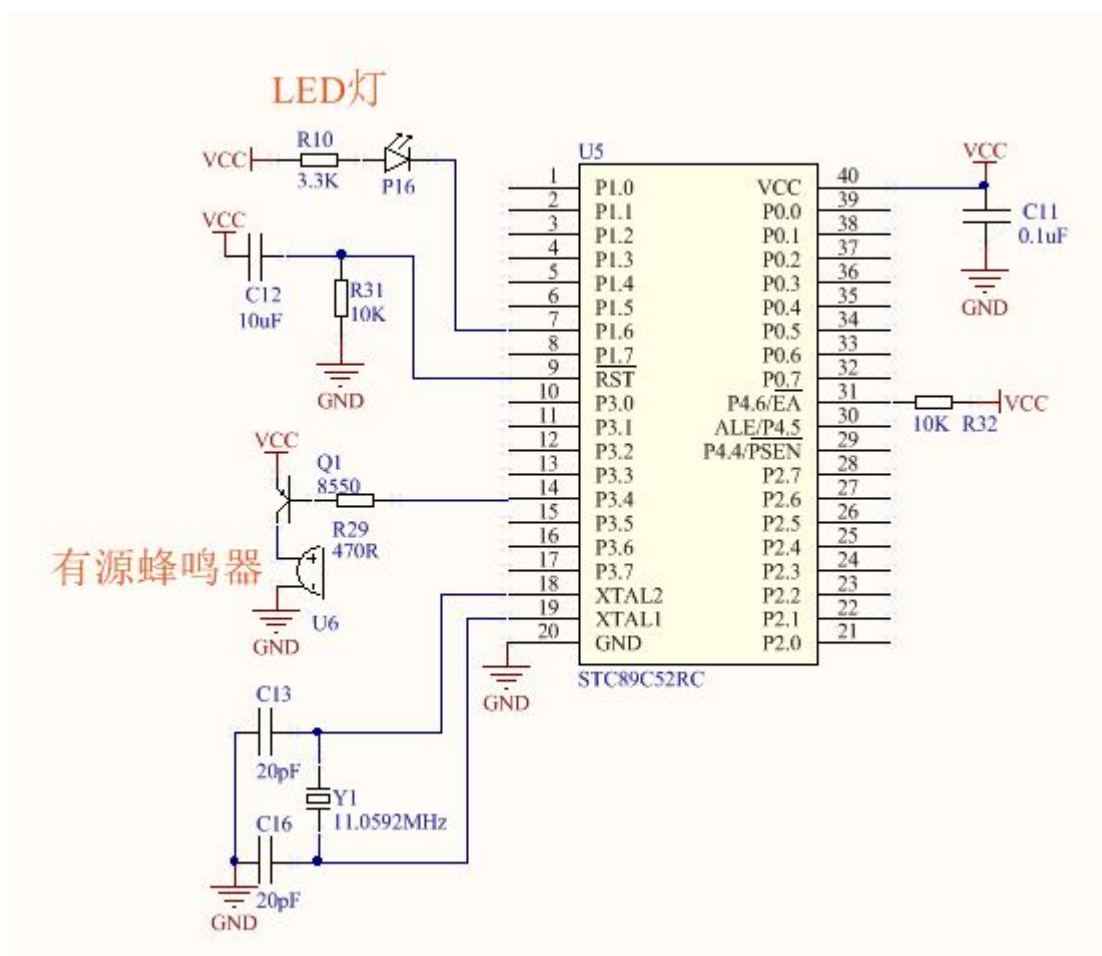 LED灯
R10
VCC
3.3K
P16
VCC
C12
10uF
R31
10K
GND
VCC
Q1
8550
R29
470R
有源蜂鸣器
U6
GND
C13
20pF
Y1
11.0592MHz
C16
20pF
GND
GND
U5
1 P1.0
2 P1.1
3 P1.2
4 P1.3
5 P1.4
6 P1.5
7 P1.6
8 P1.7
9 RST
10 P3.0
11 P3.1
12 P3.2
13 P3.3
14 P3.4
15 P3.5
16 P3.6
17 P3.7
18 XTAL2
19 XTAL1
20 GND
VCC 40
P0.0 39
P0.1 38
P0.2 37
P0.3 36
P0.4 35
P0.5 34
P0.6 33
P0.7 32
P4.6/EA 31
ALE/P4.5 30
P4.4/PSEN 29
P2.7 28
P2.6 27
P2.5 26
P2.4 25
P2.3 24
P2.2 23
P2.1 22
P2.0 21
STC89C52RC
VCC
C11
0.1uF
GND
10K R32
VCC